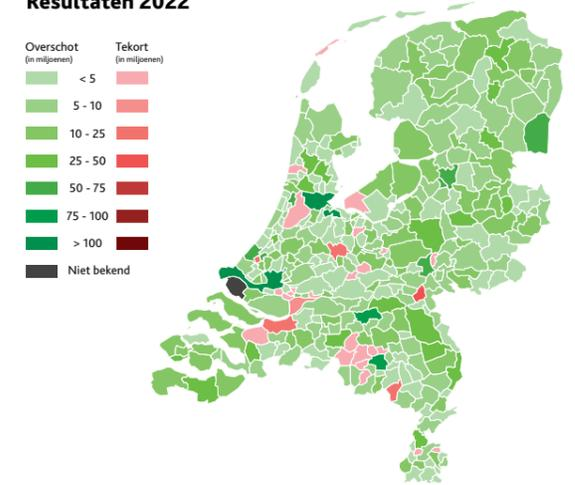 Resultaten 2022
Overschot Tekort
(in miljoenen) (in miljoenen)
< 5
5 - 10
10 - 25
25 - 50
50 - 75
75 - 100
> 100
Niet bekend